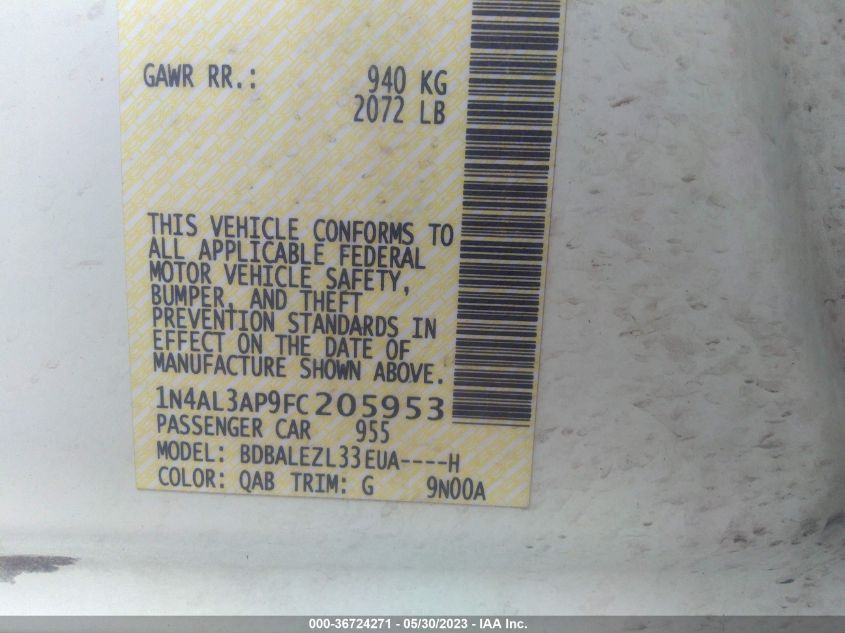 GAWR RR.: 940 KG
2072 LB
THIS VEHICLE CONFORMS TO
ALL APPLICABLE FEDERAL
MOTOR VEHICLE SAFETY,
BUMPER, AND THEFT
PREVENTION STANDARDS IN
EFFECT ON THE DATE OF
MANUFACTURE SHOWN ABOVE.
1N4AL3AP9FC205953
PASSENGER CAR 955
MODEL: BDBALEZL33EUA----H
COLOR: QAB TRIM: G 9N00A
000-36724271 - 05/30/2023 - IAA Inc.